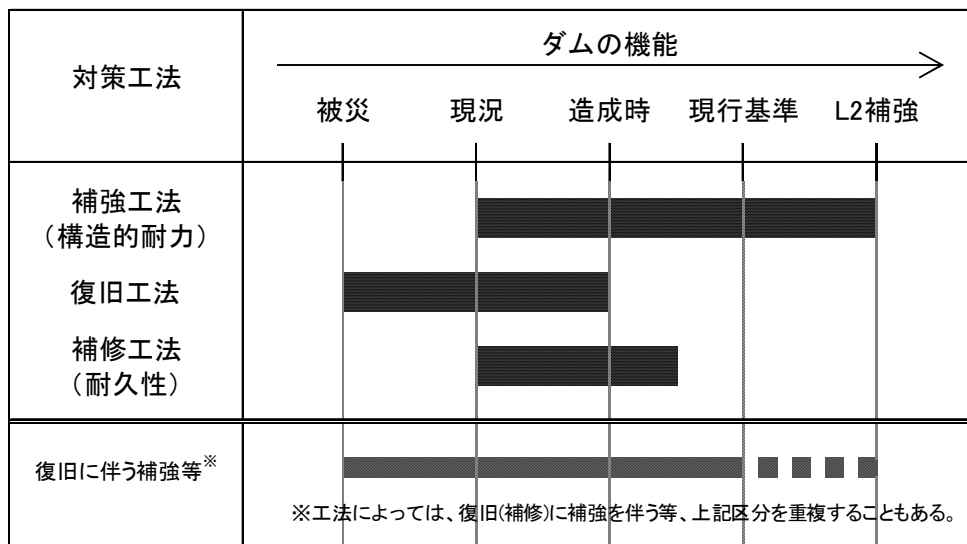 対策工法
ダムの機能
被災 現況 造成時 現行基準 L2補強
補強工法
（構造的耐力）
復旧工法
補修工法
（耐久性）
復旧に伴う補強等※
※工法によっては、復旧(補修)に補強を伴う等、上記区分を重複することもある。